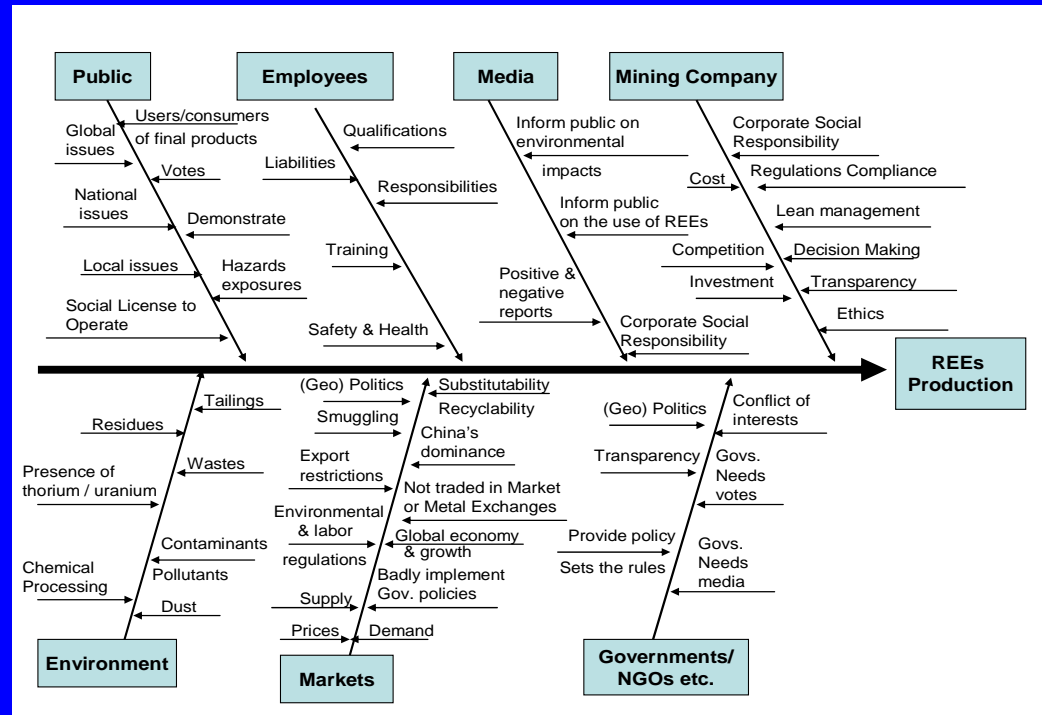 Public
Employees
Media
Mining Company
Users/consumers
of final products
Global
issues
Votes
National
issues
Demonstrate
Local issues
Hazards
exposures
Social License to
Operate
Qualifications
Liabilities
Responsibilities
Training
Safety & Health
Inform public on
environmental
impacts
Inform public
on the use of REEs
Positive &
negative
reports
Corporate Social
Responsibility
Corporate Social
Responsibility
Cost
Regulations Compliance
Lean management
Competition
Decision Making
Investment
Transparency
Ethics
REEs
Production
Tailings
Residues
Wastes
Presence of
thorium / uranium
Contaminants
Pollutants
Chemical
Processing
Dust
Environment
(Geo) Politics
Substitutability
Recyclability
Smuggling
China's
dominance
Export
restrictions
Not traded in Market
or Metal Exchanges
Environmental
& labor
regulations
Global economy
& growth
Badly implement
Gov. policies
Supply
Prices
Demand
Markets
(Geo) Politics
Conflict of
interests
Transparency
Govs.
Needs
votes
Provide policy
Sets the rules
Govs.
Needs
media
Governments/
NGOs etc.